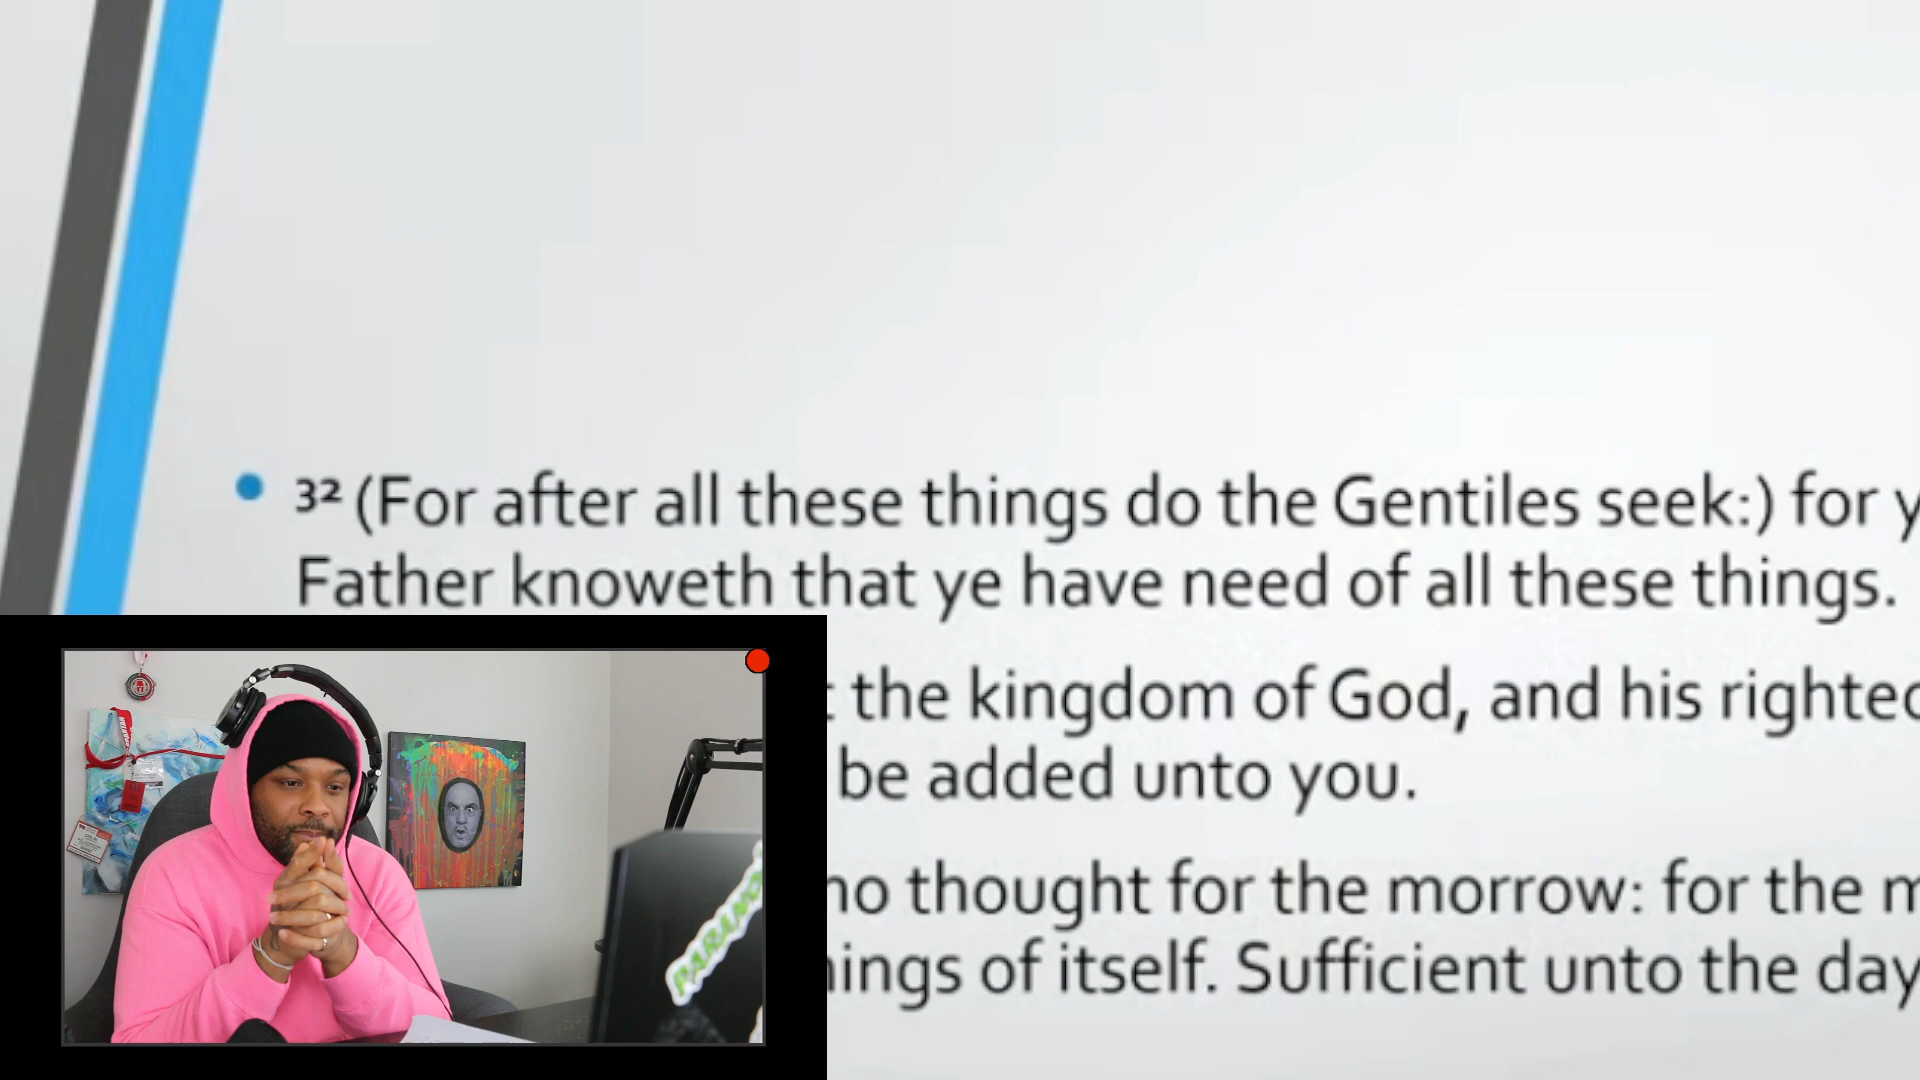 32 (For after all these things do the Gentiles seek:) for y
Father knoweth that ye have need of all these things.
the kingdom of God, and his righteo
be added unto you.
no thought for the morrow: for the m
hings of itself. Sufficient unto the day